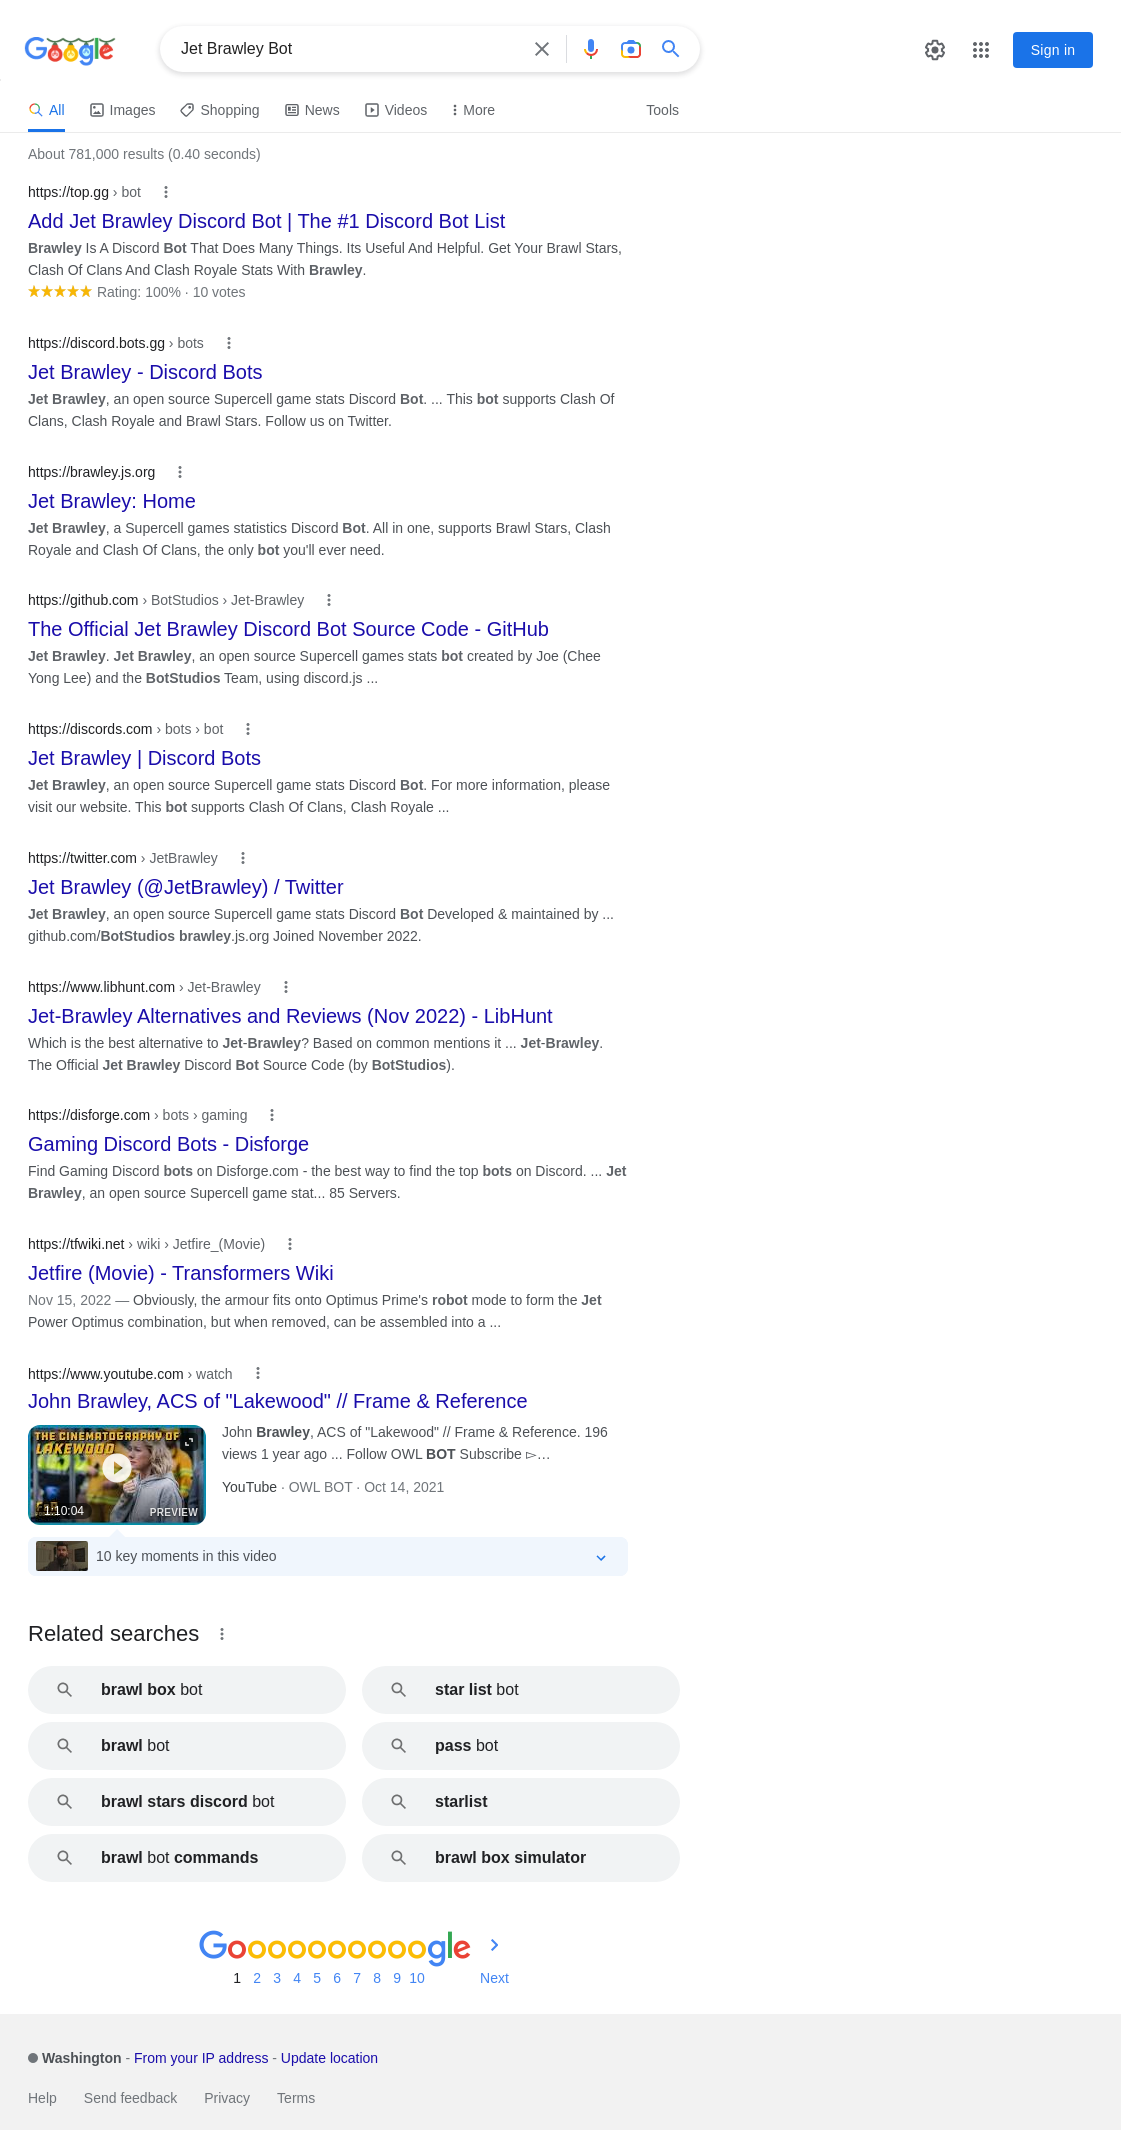 Google
Jet Brawley Bot
Sign in
All
Images
Shopping
News
Videos
More
Tools
About 781,000 results (0.40 seconds)
https://top.gg › bot
Add Jet Brawley Discord Bot | The #1 Discord Bot List
Brawley Is A Discord Bot That Does Many Things. Its Useful And Helpful. Get Your Brawl Stars,
Clash Of Clans And Clash Royale Stats With Brawley.
Rating: 100% · 10 votes
https://discord.bots.gg › bots
Jet Brawley - Discord Bots
Jet Brawley, an open source Supercell game stats Discord Bot. ... This bot supports Clash Of
Clans, Clash Royale and Brawl Stars. Follow us on Twitter.
https://brawley.js.org
Jet Brawley: Home
Jet Brawley, a Supercell games statistics Discord Bot. All in one, supports Brawl Stars, Clash
Royale and Clash Of Clans, the only bot you'll ever need.
https://github.com › BotStudios › Jet-Brawley
The Official Jet Brawley Discord Bot Source Code - GitHub
Jet Brawley. Jet Brawley, an open source Supercell games stats bot created by Joe (Chee
Yong Lee) and the BotStudios Team, using discord.js ...
https://discords.com › bots › bot
Jet Brawley | Discord Bots
Jet Brawley, an open source Supercell game stats Discord Bot. For more information, please
visit our website. This bot supports Clash Of Clans, Clash Royale ...
https://twitter.com › JetBrawley
Jet Brawley (@JetBrawley) / Twitter
Jet Brawley, an open source Supercell game stats Discord Bot Developed & maintained by ...
github.com/BotStudios brawley.js.org Joined November 2022.
https://www.libhunt.com › Jet-Brawley
Jet-Brawley Alternatives and Reviews (Nov 2022) - LibHunt
Which is the best alternative to Jet-Brawley? Based on common mentions it ... Jet-Brawley.
The Official Jet Brawley Discord Bot Source Code (by BotStudios).
https://disforge.com › bots › gaming
Gaming Discord Bots - Disforge
Find Gaming Discord bots on Disforge.com - the best way to find the top bots on Discord. ... Jet
Brawley, an open source Supercell game stat... 85 Servers.
https://tfwiki.net › wiki › Jetfire_(Movie)
Jetfire (Movie) - Transformers Wiki
Nov 15, 2022 — Obviously, the armour fits onto Optimus Prime's robot mode to form the Jet
Power Optimus combination, but when removed, can be assembled into a ...
https://www.youtube.com › watch
John Brawley, ACS of "Lakewood" // Frame & Reference
THE CINEMATOGRAPHY OF
LAKEWOOD
1:10:04
PREVIEW
John Brawley, ACS of "Lakewood" // Frame & Reference. 196
views 1 year ago ... Follow OWL BOT Subscribe ▻…
YouTube · OWL BOT · Oct 14, 2021
10 key moments in this video
Related searches
brawl box bot
star list bot
brawl bot
pass bot
brawl stars discord bot
starlist
brawl bot commands
brawl box simulator
Goooooooooogle
1 2 3 4 5 6 7 8 9 10 Next
Washington - From your IP address - Update location
Help Send feedback Privacy Terms